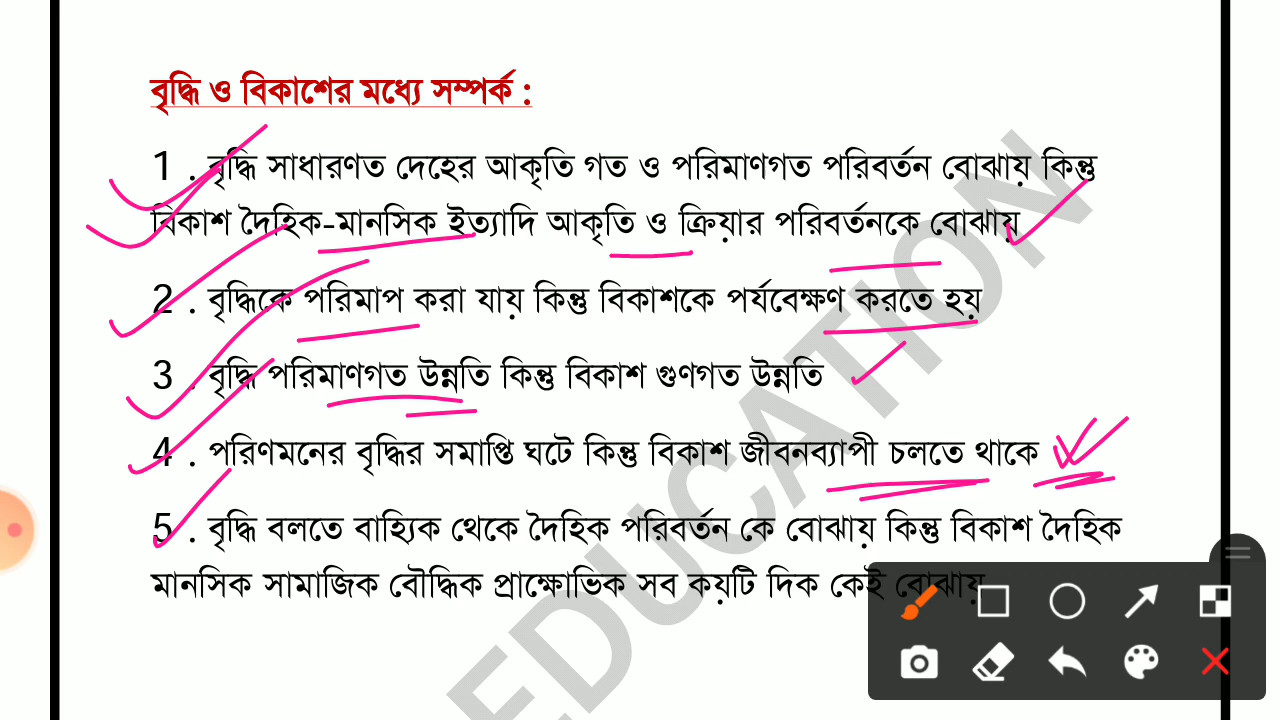 বৃদ্ধি ও বিকাশের মধ্যে সম্পর্ক :
1 . বৃদ্ধি সাধারণত দেহের আকৃতি গত ও পরিমাণগত পরিবর্তন বোঝায় কিন্তু
বিকাশ দৈহিক-মানসিক ইত্যাদি আকৃতি ও ক্রিয়ার পরিবর্তনকে বোঝায়
2 . বৃদ্ধিকে পরিমাপ করা যায় কিন্তু বিকাশকে পর্যবেক্ষণ করতে হয়
3 . বৃদ্ধি পরিমাণগত উন্নতি কিন্তু বিকাশ গুণগত উন্নতি
4 . পরিণমনের বৃদ্ধির সমাপ্তি ঘটে কিন্তু বিকাশ জীবনব্যাপী চলতে থাকে
5 . বৃদ্ধি বলতে বাহ্যিক থেকে দৈহিক পরিবর্তন কে বোঝায় কিন্তু বিকাশ দৈহিক
মানসিক সামাজিক বৌদ্ধিক প্রাক্ষোভিক সব কয়টি দিক কেই বোঝায়
EDUCATION